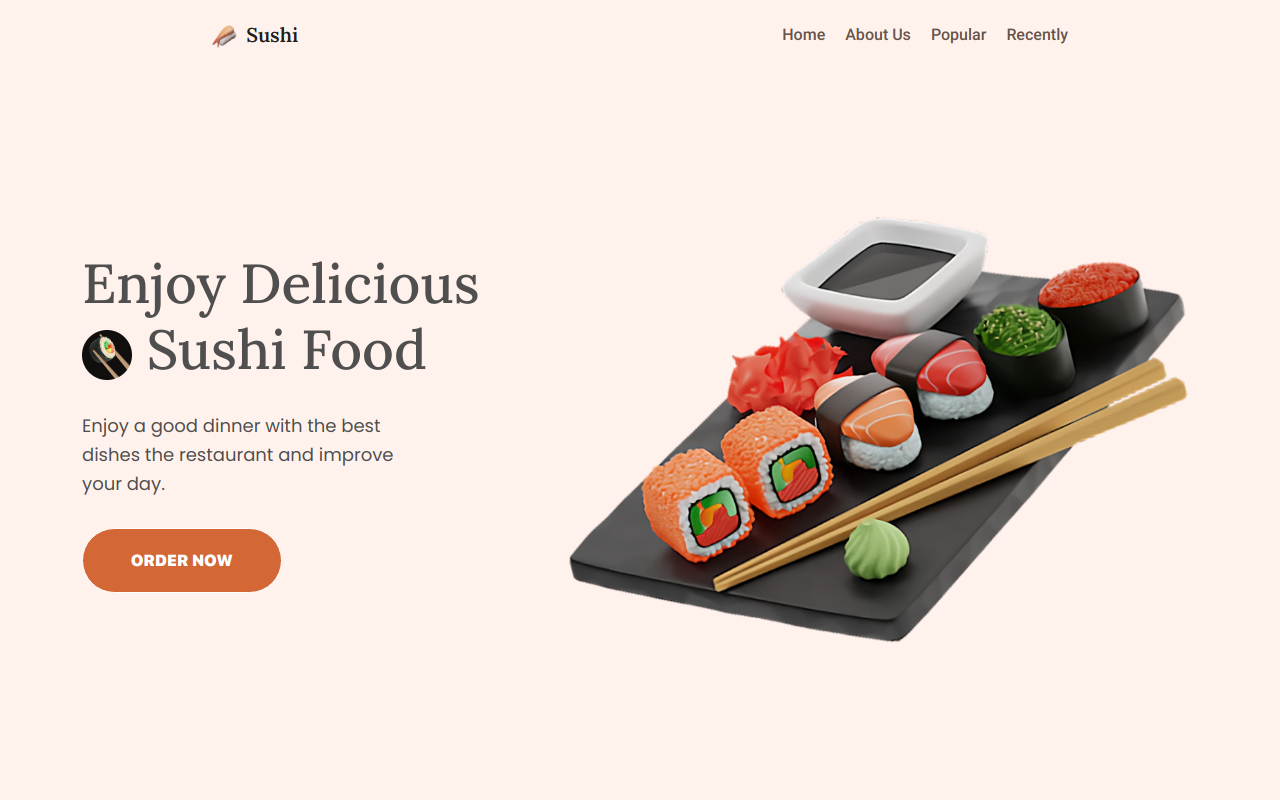 Sushi
Home About Us Popular Recently
Enjoy Delicious
Sushi Food
Enjoy a good dinner with the best
dishes the restaurant and improve
your day.
ORDER NOW